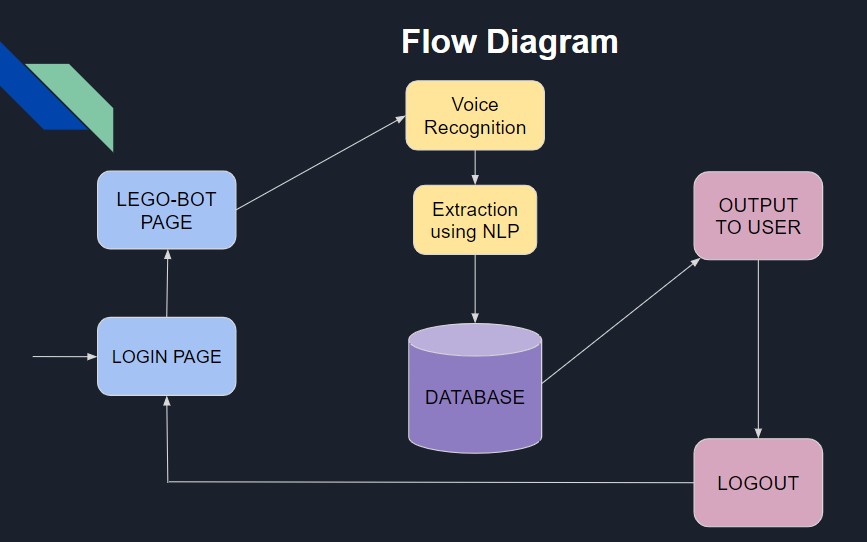 Flow Diagram
Voice
Recognition
LEGO-BOT
PAGE
Extraction
using NLP
OUTPUT
TO USER
LOGIN PAGE
DATABASE
LOGOUT